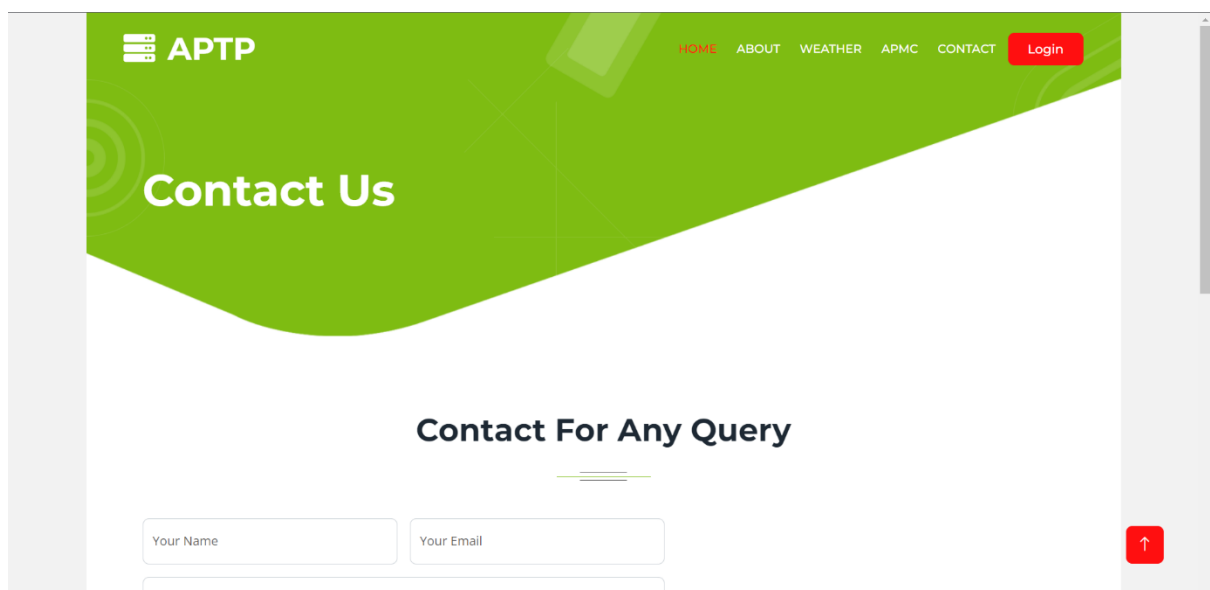 APTP
HOME ABOUT WEATHER APMC CONTACT Login
Contact Us
Contact For Any Query
Your Name Your Email